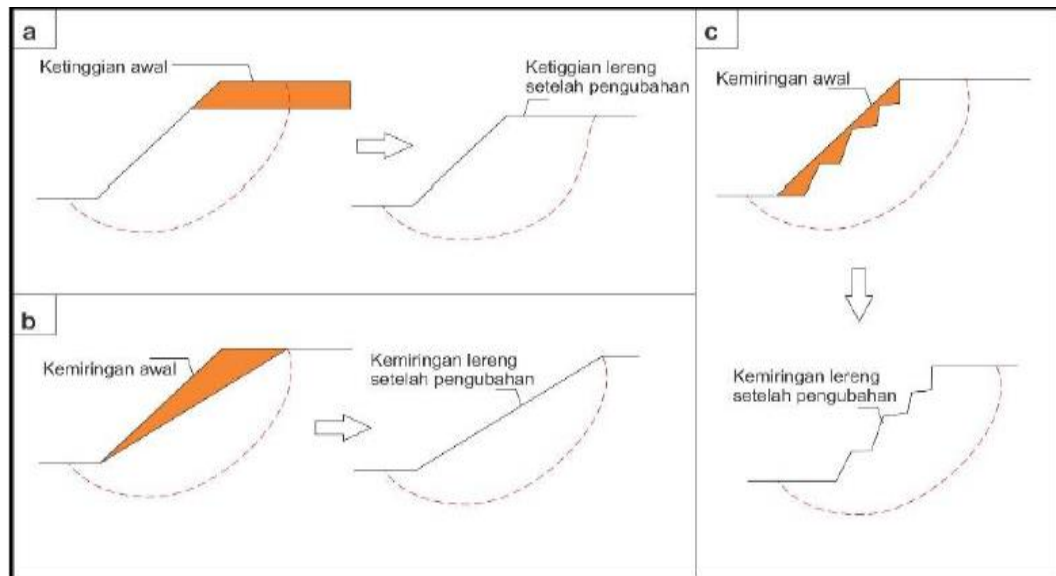 a
Ketinggian awal
Ketiggian lereng
setelah pengubahan
b
Kemiringan awal
Kemiringan lereng
setelah pengubahan
c
Kemiringan awal
Kemiringan lereng
setelah pengubahan